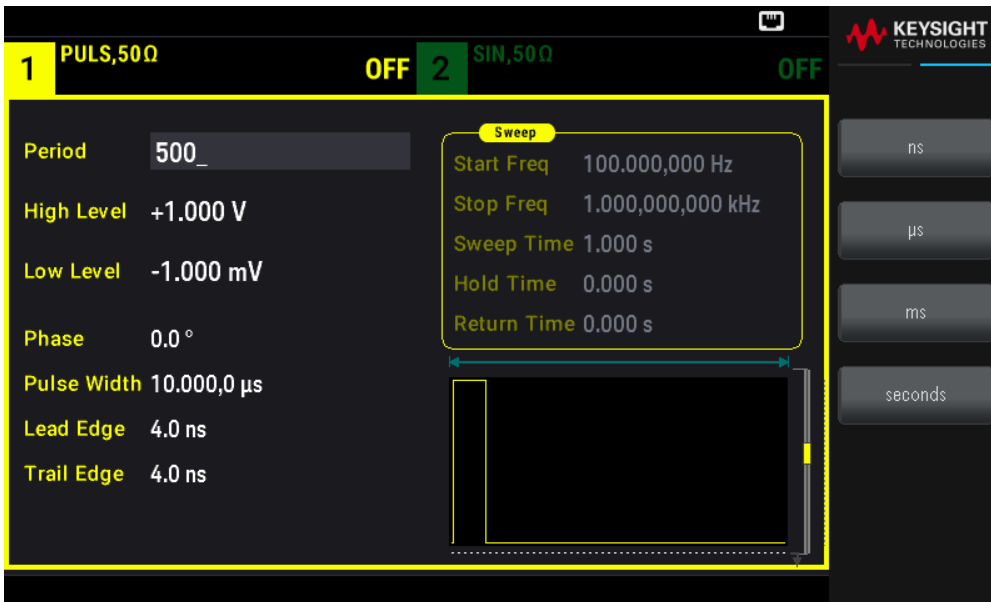 KEYSIGHT
TECHNOLOGIES
1 PULS,50Ω OFF 2 SIN,50Ω OFF
Period 500_
High Level +1.000 V
Low Level -1.000 mV
Phase 0.0 °
Pulse Width 10.000,0 µs
Lead Edge 4.0 ns
Trail Edge 4.0 ns
Sweep
Start Freq 100.000,000 Hz
Stop Freq 1.000,000,000 kHz
Sweep Time 1.000 s
Hold Time 0.000 s
Return Time 0.000 s
ns
µs
ms
seconds